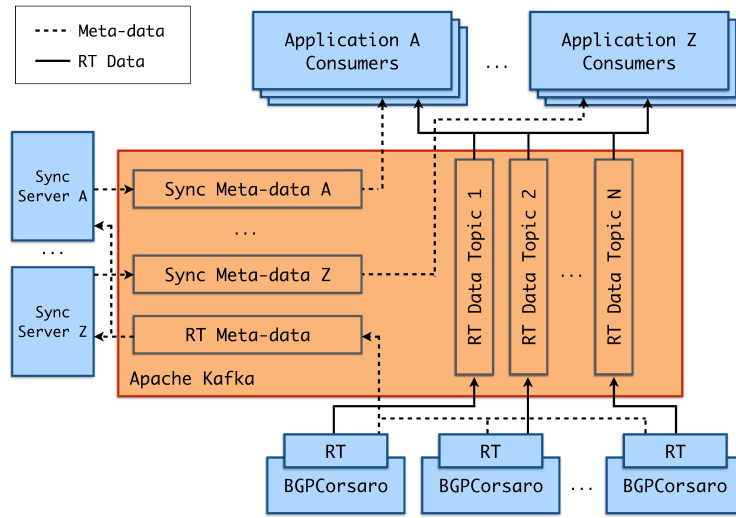 Meta-data
RT Data
Application A
Consumers
...
Application Z
Consumers
Sync
Server A
...
Sync
Server Z
Sync Meta-data A
...
Sync Meta-data Z
RT Meta-data
Apache Kafka
RT Data Topic 1
RT Data Topic 2
...
RT Data Topic N
RT
BGPCorsaro
RT
BGPCorsaro
...
RT
BGPCorsaro